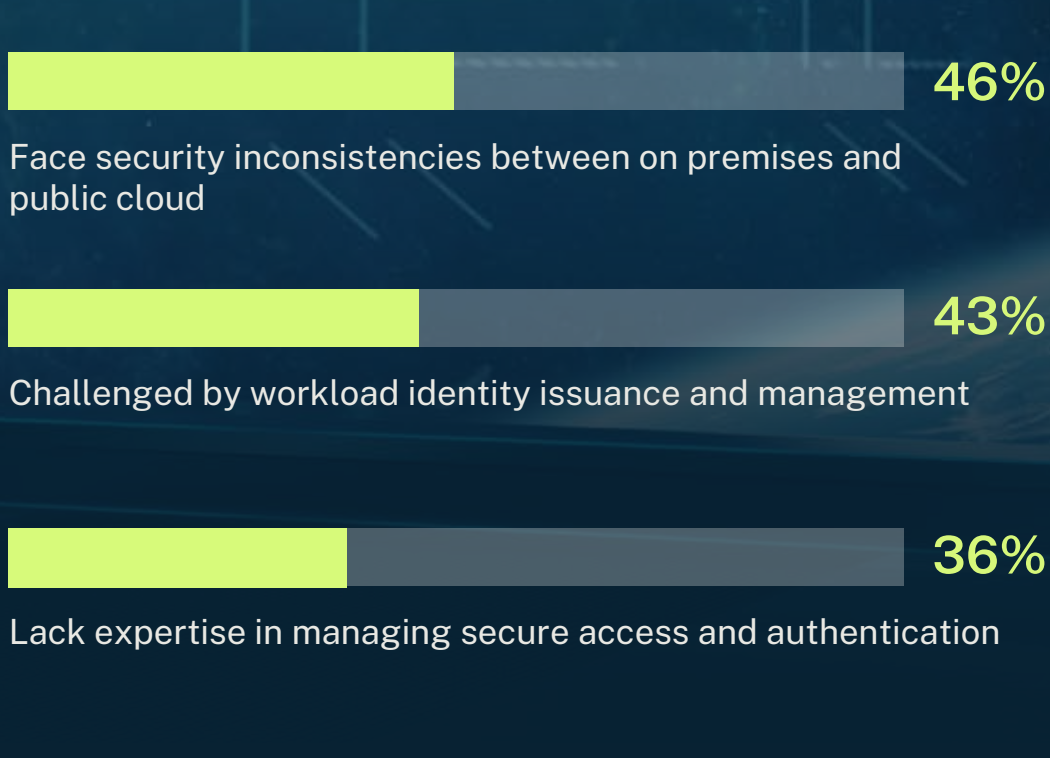 46%
Face security inconsistencies between on premises and
public cloud
43%
Challenged by workload identity issuance and management
36%
Lack expertise in managing secure access and authentication